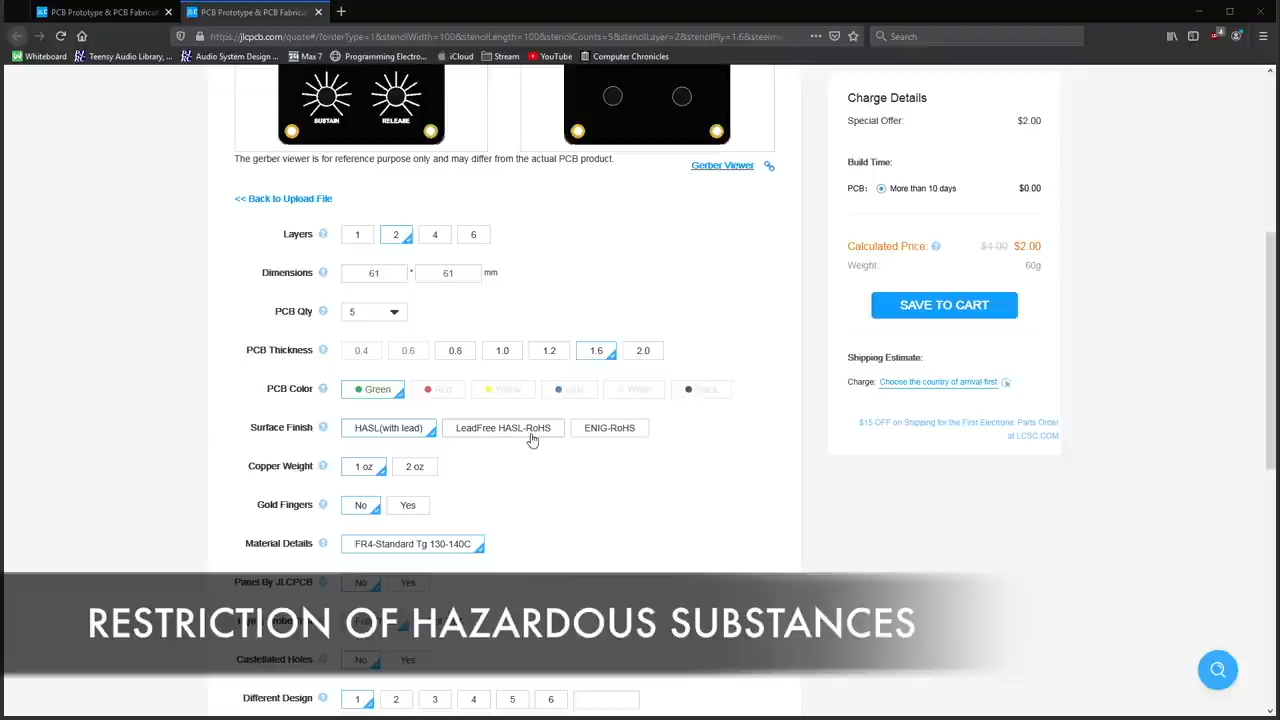 PCB Prototype & PCB Fabricat
PCB Prototype & PCB Fabricat
https://jlcpcb.com/quote#/?orderType=1&stencilWidth=100&stencilLength=100&stencilCounts=5&stencilLayer=2&stencilPly=1.6&steelm
Search
Whiteboard
Teensy Audio Library, ...
Audio System Design ...
Max 7
Programming Electro...
iCloud
Stream
YouTube
Computer Chronicles
SUSTAIN RELEASE
The gerber viewer is for reference purpose only and may differ from the actual PCB product.
Gerber Viewer
<< Back to Upload File
Layers 1 2 4 6
Dimensions 61 * 61 mm
PCB Qty 5
PCB Thickness 0.4 0.6 0.8 1.0 1.2 1.6 2.0
PCB Color Green Red Yellow White
Surface Finish HASL(with lead) LeadFree HASL-RoHS ENIG-RoHS
Copper Weight 1 oz 2 oz
Gold Fingers No Yes
Material Details FR4-Standard Tg 130-140C
Panel By JLCPCB No Yes
RESTRICTION OF HAZARDOUS SUBSTANCES
Castellated Holes No Yes
Different Design 1 2 3 4 5 6
Charge Details
Special Offer: $2.00
Build Time:
PCB: More than 10 days $0.00
Calculated Price: $4.00 $2.00
Weight: 60g
SAVE TO CART
Shipping Estimate:
Charge: Choose the country of arrival first
$15 OFF on Shipping for the First Electronic Parts Order
at LCSC.COM